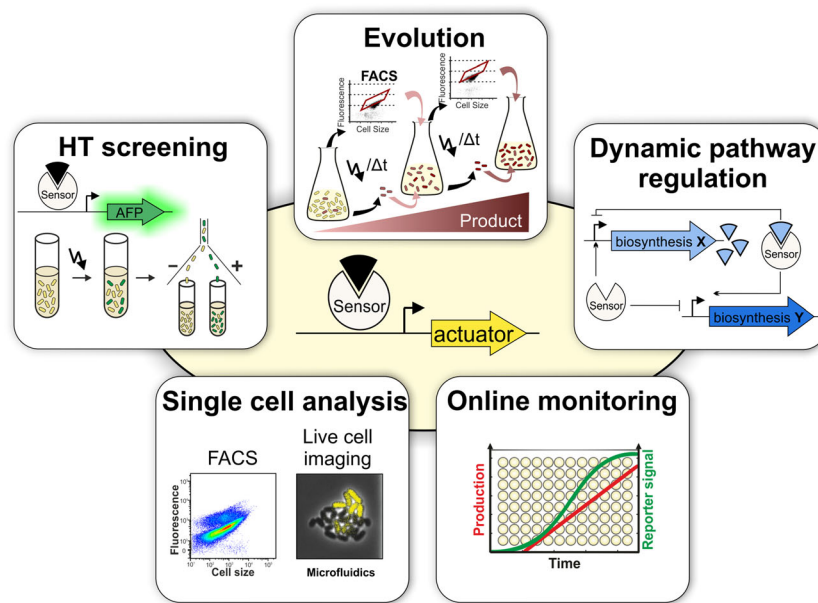 Evolution
FACS
Fluorescence
Cell Size
Fluorescence
Cell Size
/Δt
/Δt
Product
HT screening
Sensor
AFP
−
+
Dynamic pathway
regulation
biosynthesis X
Sensor
Sensor
biosynthesis Y
Sensor
actuator
Single cell analysis
FACS
Live cell
imaging
Fluorescence
Cell size
Microfluidics
Online monitoring
Production
Reporter signal
Time